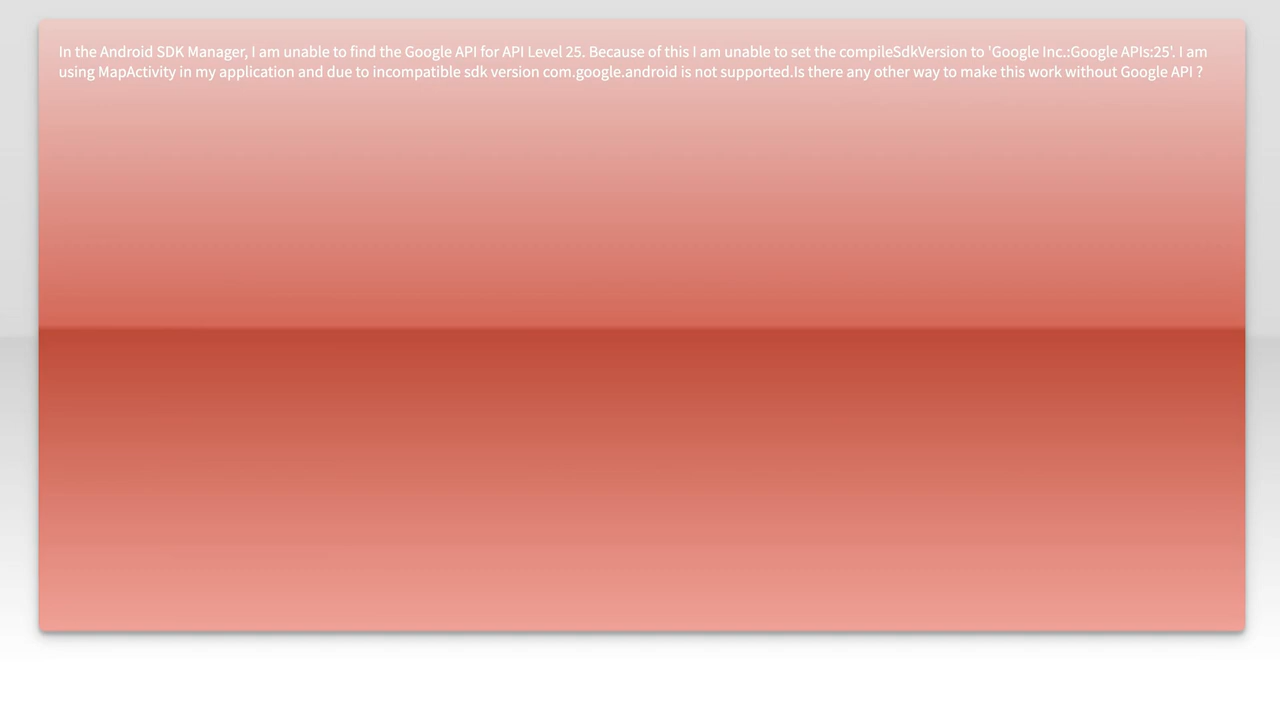 In the Android SDK Manager, I am unable to find the Google API for API Level 25. Because of this I am unable to set the compileSdkVersion to 'Google Inc.:Google APIs:25'. I am
using MapActivity in my application and due to incompatible sdk version com.google.android is not supported.Is there any other way to make this work without Google API ?